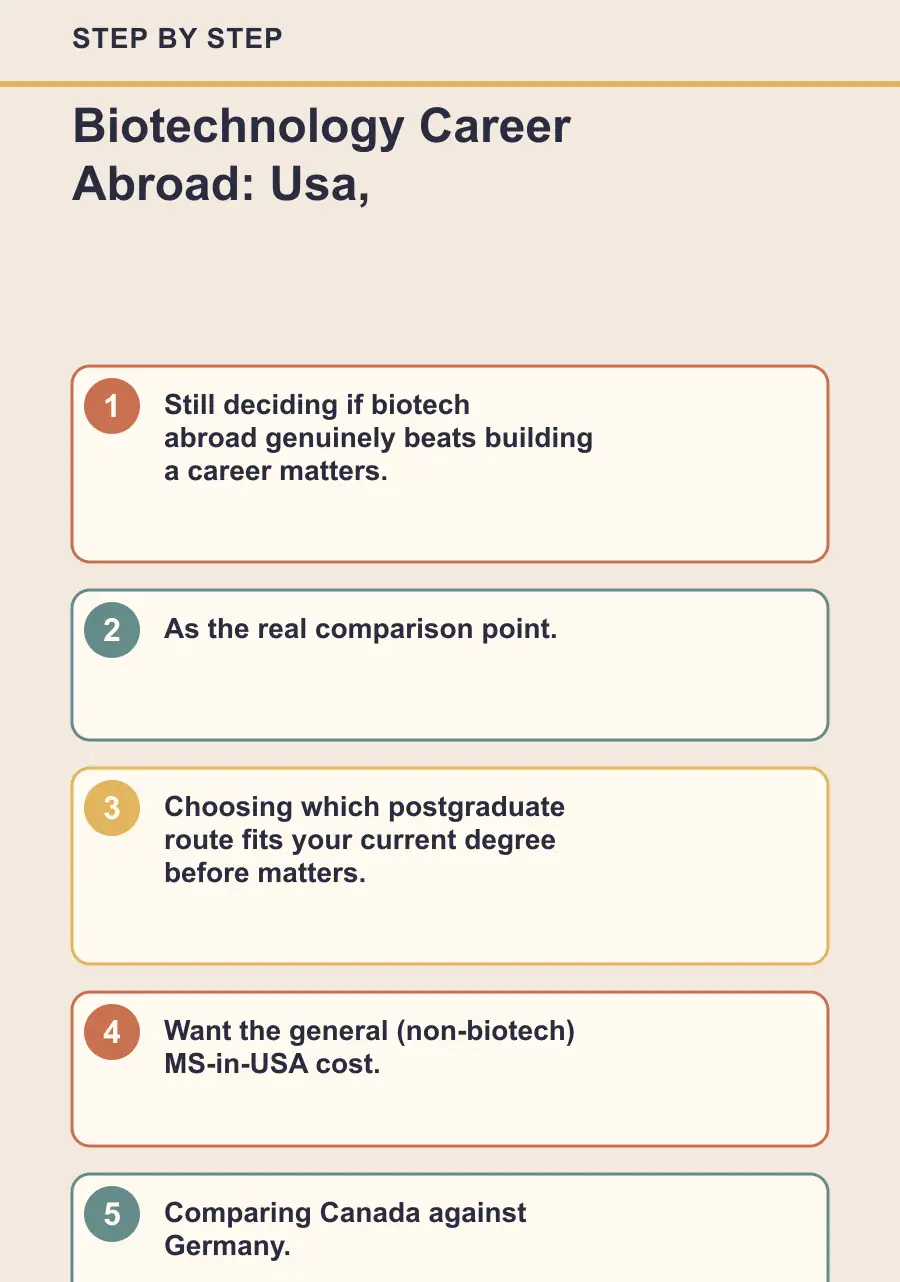 STEP BY STEP
Biotechnology Career
Abroad: Usa,
1
Still deciding if biotech
abroad genuinely beats building
a career matters.
2
As the real comparison point.
3
Choosing which postgraduate
route fits your current degree
before matters.
4
Want the general (non-biotech)
MS-in-USA cost.
5
Comparing Canada against
Germany.